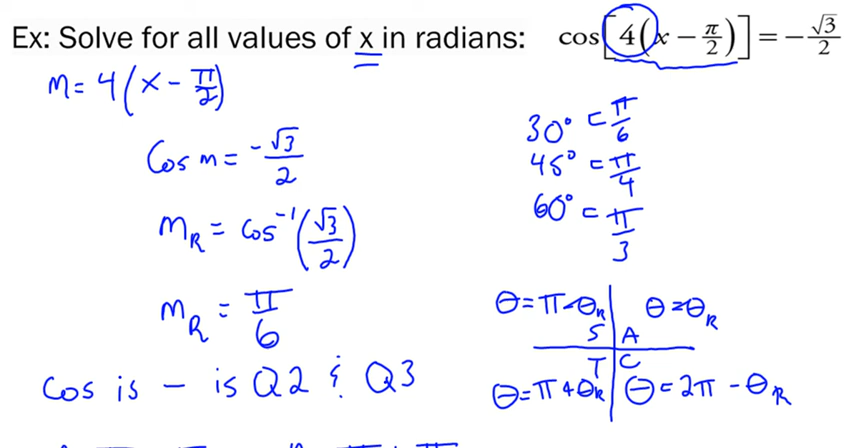 Ex: Solve for all values of x in radians: cos[4(x − π/2)] = −√3/2
m = 4(x − π/2)
Cos m = −√3/2
m_R = cos⁻¹(√3/2)
m_R = π/6
Cos is − is Q2 & Q3
30° = π/6
45° = π/4
60° = π/3
θ = π − θ_R θ = θ_R
S A
T C
θ = π + θ_R θ = 2π − θ_R